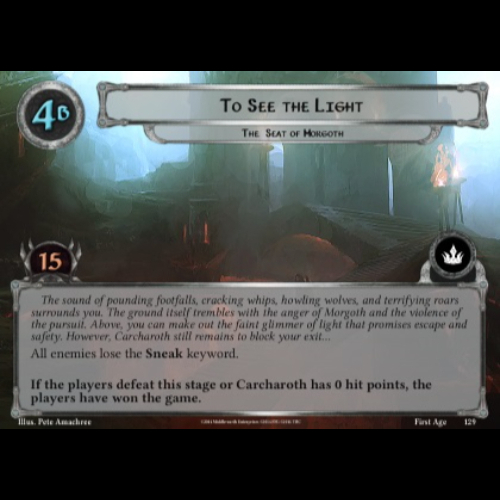 4B
To See the Light
The Seat of Morgoth
15
The sound of pounding footfalls, cracking whips, howling wolves, and terrifying roars
surrounds you. The ground itself trembles with the anger of Morgoth and the violence of
the pursuit. Above, you can make out the faint glimmer of light that promises escape and
safety. However, Carcharoth still remains to block your exit...
All enemies lose the Sneak keyword.
If the players defeat this stage or Carcharoth has 0 hit points, the
players have won the game.
Illus. Pete Amachree
First Age 129